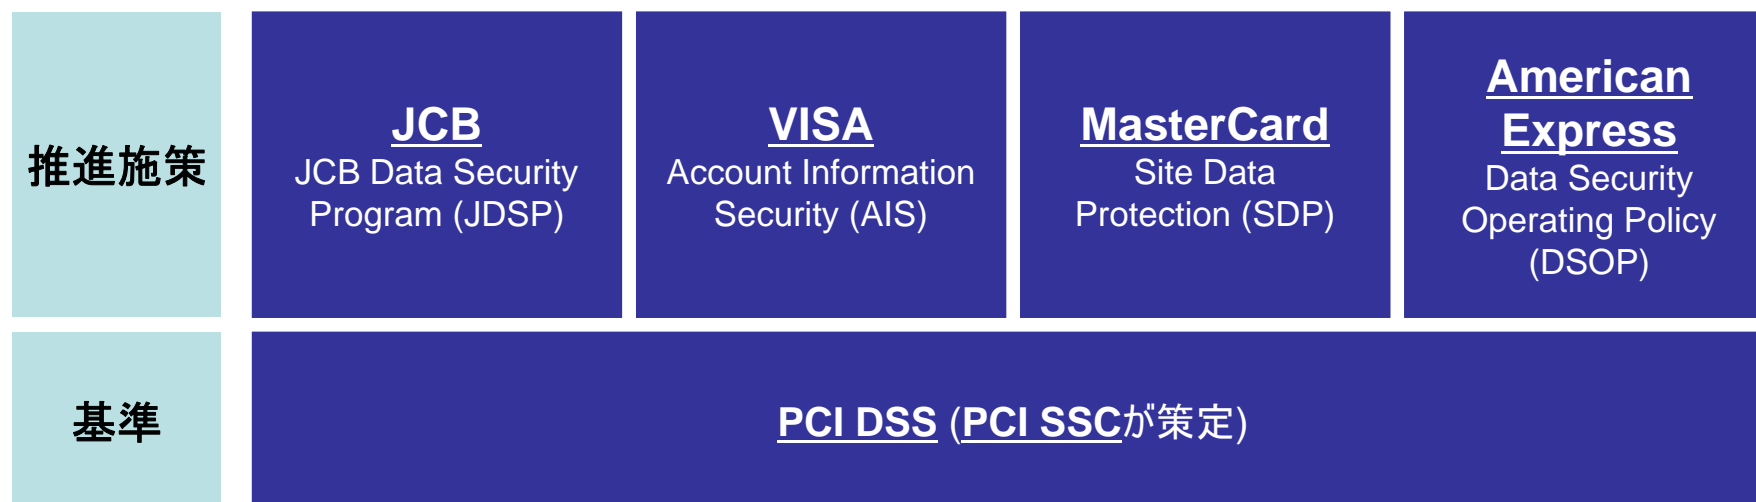 推進施策
JCB
JCB Data Security
Program (JDSP)
VISA
Account Information
Security (AIS)
MasterCard
Site Data
Protection (SDP)
American
Express
Data Security
Operating Policy
(DSOP)
基準
PCI DSS (PCI SSCが策定)